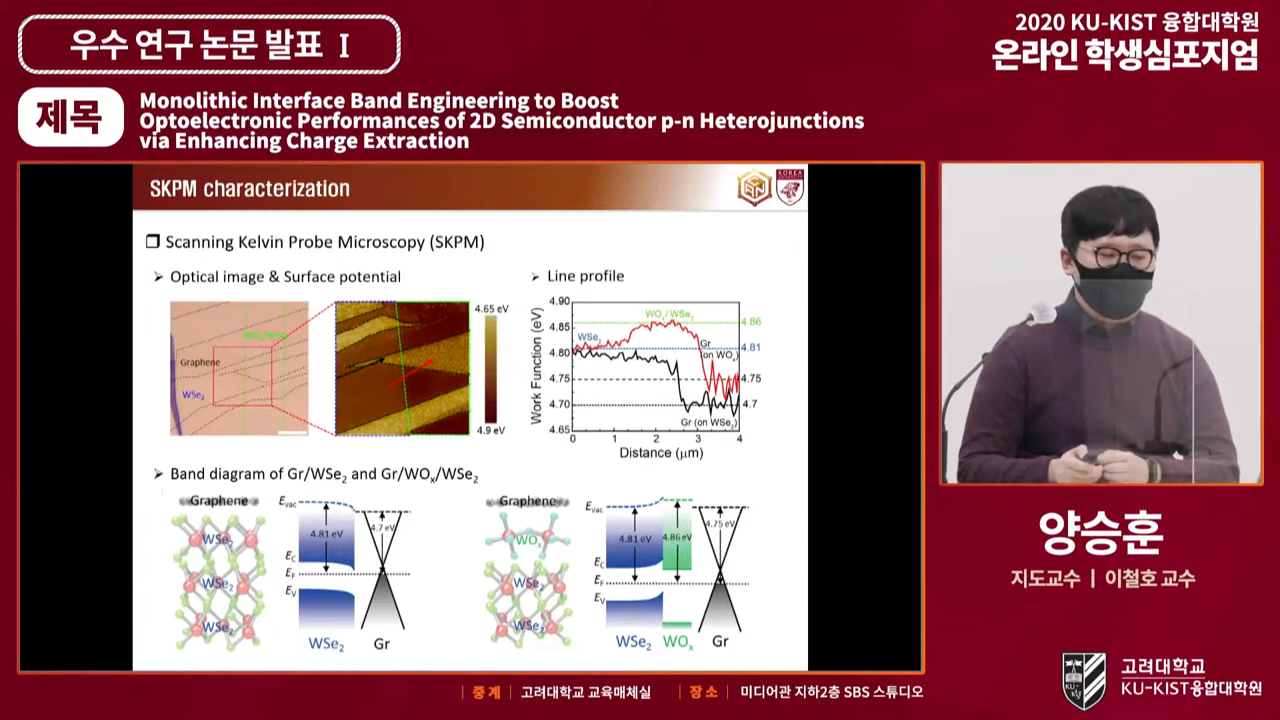 우수 연구 논문 발표 Ⅰ
2020 KU-KIST 융합대학원
온라인 학생심포지엄
제목
Monolithic Interface Band Engineering to Boost
Optoelectronic Performances of 2D Semiconductor p-n Heterojunctions
via Enhancing Charge Extraction
SKPM characterization
KOREA
❐ Scanning Kelvin Probe Microscopy (SKPM)
➢ Optical image & Surface potential
Graphene
WSe₂
4.65 eV
4.9 eV
➢ Line profile
Work Function (eV)
4.90
4.85
4.80
4.75
4.70
4.65
WSe₂
WOₓ/WSe₂
Gr
(on WOₓ)
Gr (on WSe₂)
4.86
4.81
4.75
4.7
0 1 2 3 4
Distance (μm)
➢ Band diagram of Gr/WSe₂ and Gr/WOₓ/WSe₂
Graphene
WSe₂
WSe₂
WSe₂
Evac
4.81 eV
4.7 eV
EC
EF
EV
WSe₂ Gr
Graphene
WOₓ
WSe₂
WSe₂
Evac
4.81 eV
4.86 eV
4.75 eV
EC
EF
EV
WSe₂ WOₓ Gr
양승훈
지도교수 | 이철호 교수
| 중계 | 고려대학교 교육매체실 | 장소 | 미디어관 지하2층 SBS 스튜디오
KU-KIST
고려대학교
KU-KIST융합대학원